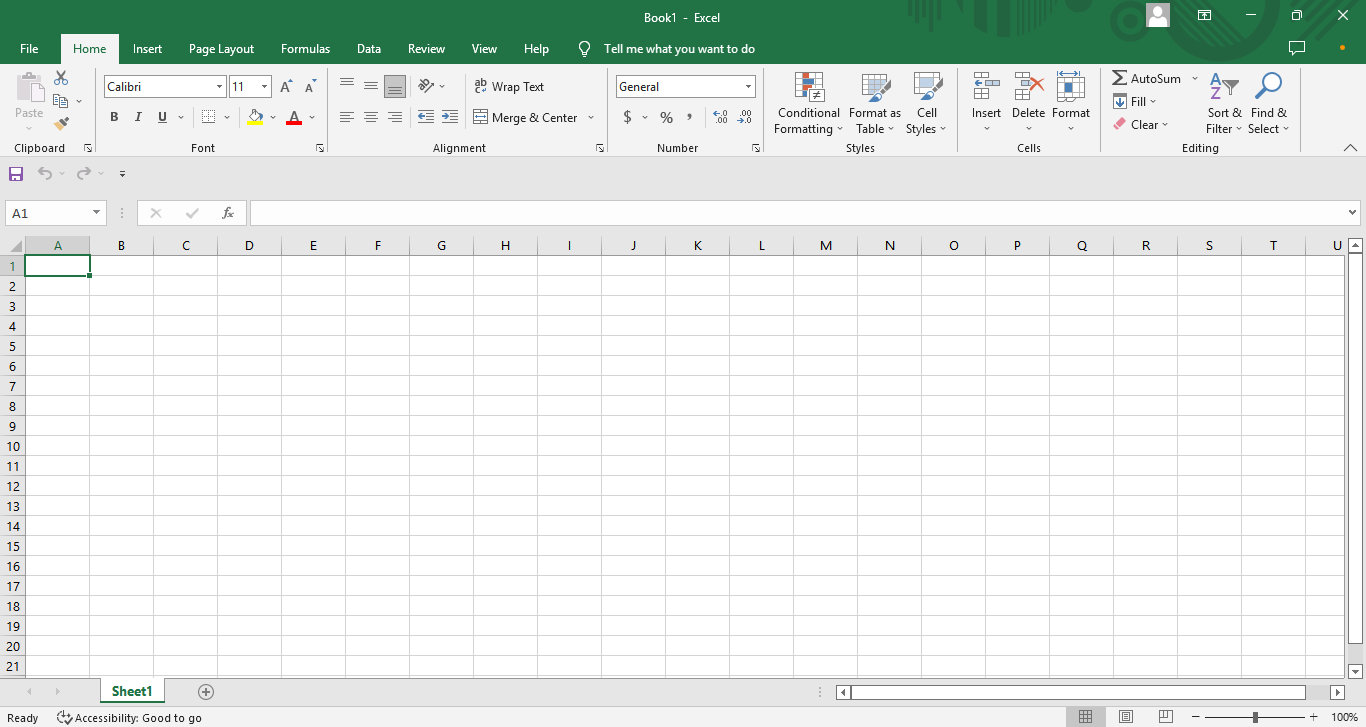 Book1 - Excel
File Home Insert Page Layout Formulas Data Review View Help Tell me what you want to do
Calibri 11 ab Wrap Text General AutoSum
Paste Conditional Format as Cell Insert Delete Format Fill Sort & Find &
B I U A Merge & Center $ % , Formatting Table Styles Clear Filter Select
Clipboard Font Alignment Number Styles Cells Editing
A1 fx
A B C D E F G H I J K L M N O P Q R S T U
1
2
3
4
5
6
7
8
9
10
11
12
13
14
15
16
17
18
19
20
21
Sheet1
Ready Accessibility: Good to go 100%